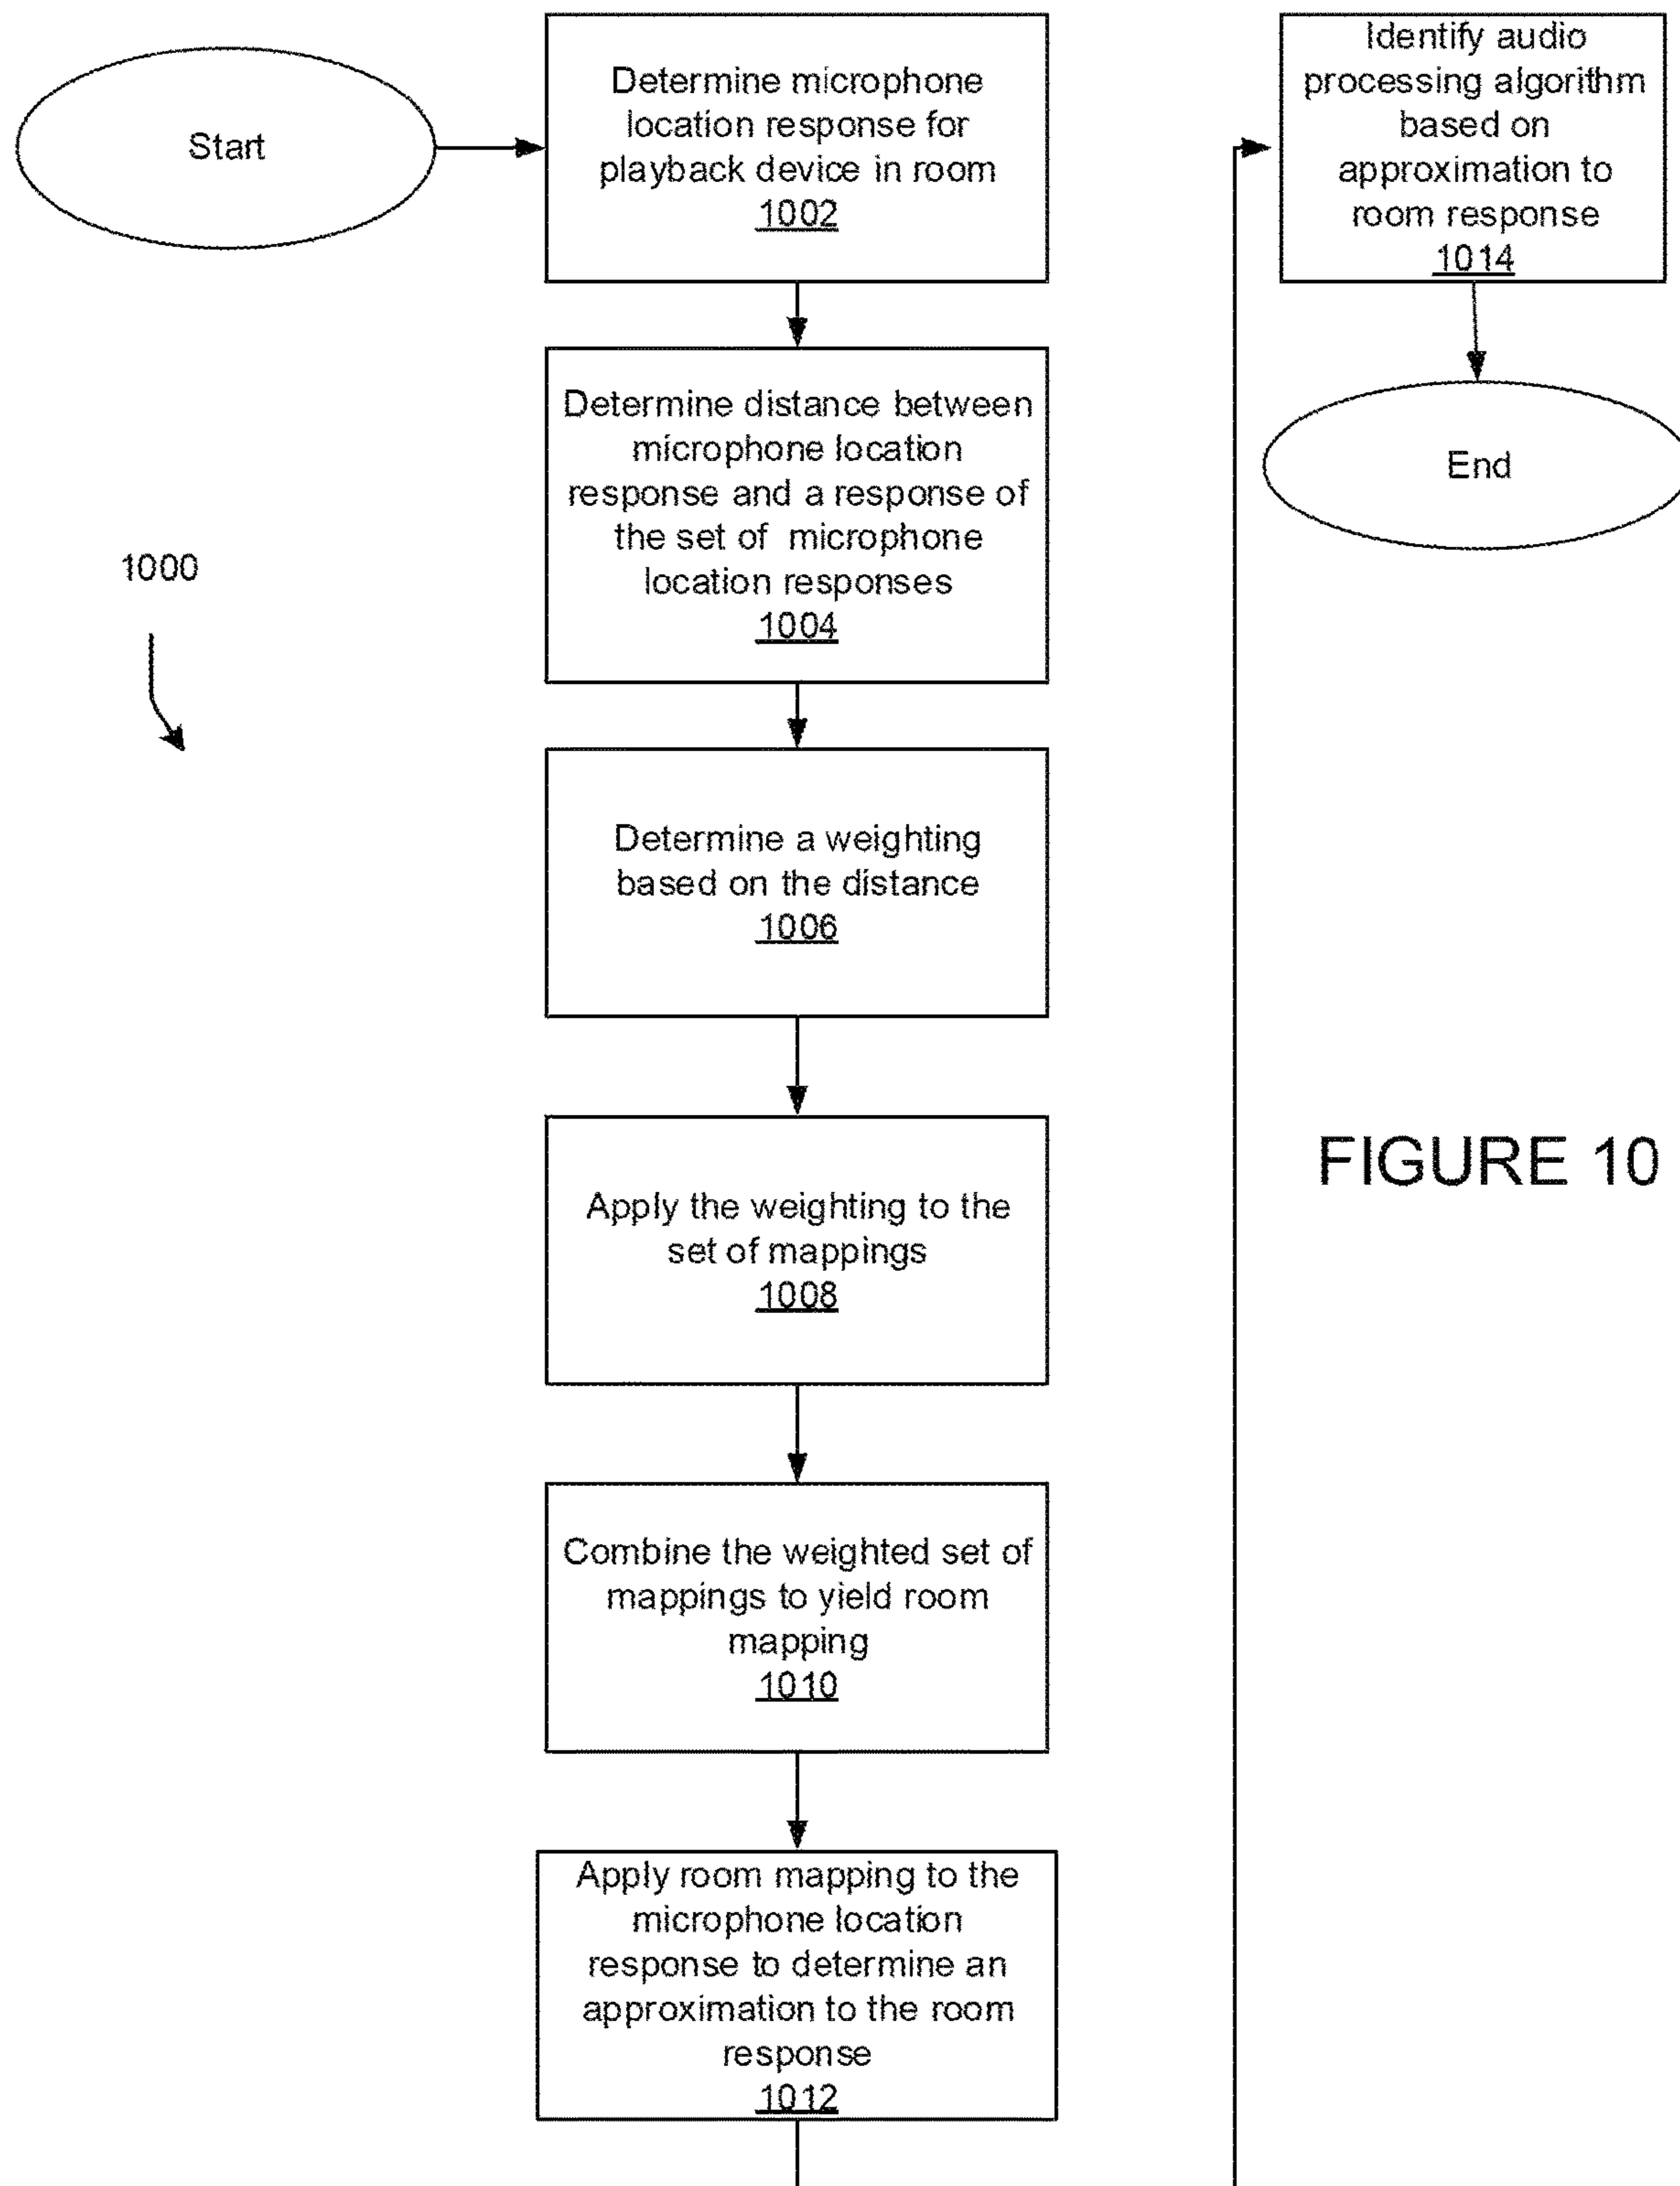 Start
Determine microphone
location response for
playback device in room
1002
Determine distance between
microphone location
response and a response of
the set of microphone
location responses
1004
1000
Determine a weighting
based on the distance
1006
Apply the weighting to the
set of mappings
1008
Combine the weighted set of
mappings to yield room
mapping
1010
Apply room mapping to the
microphone location
response to determine an
approximation to the room
response
1012
Identify audio
processing algorithm
based on
approximation to
room response
1014
End
FIGURE 10